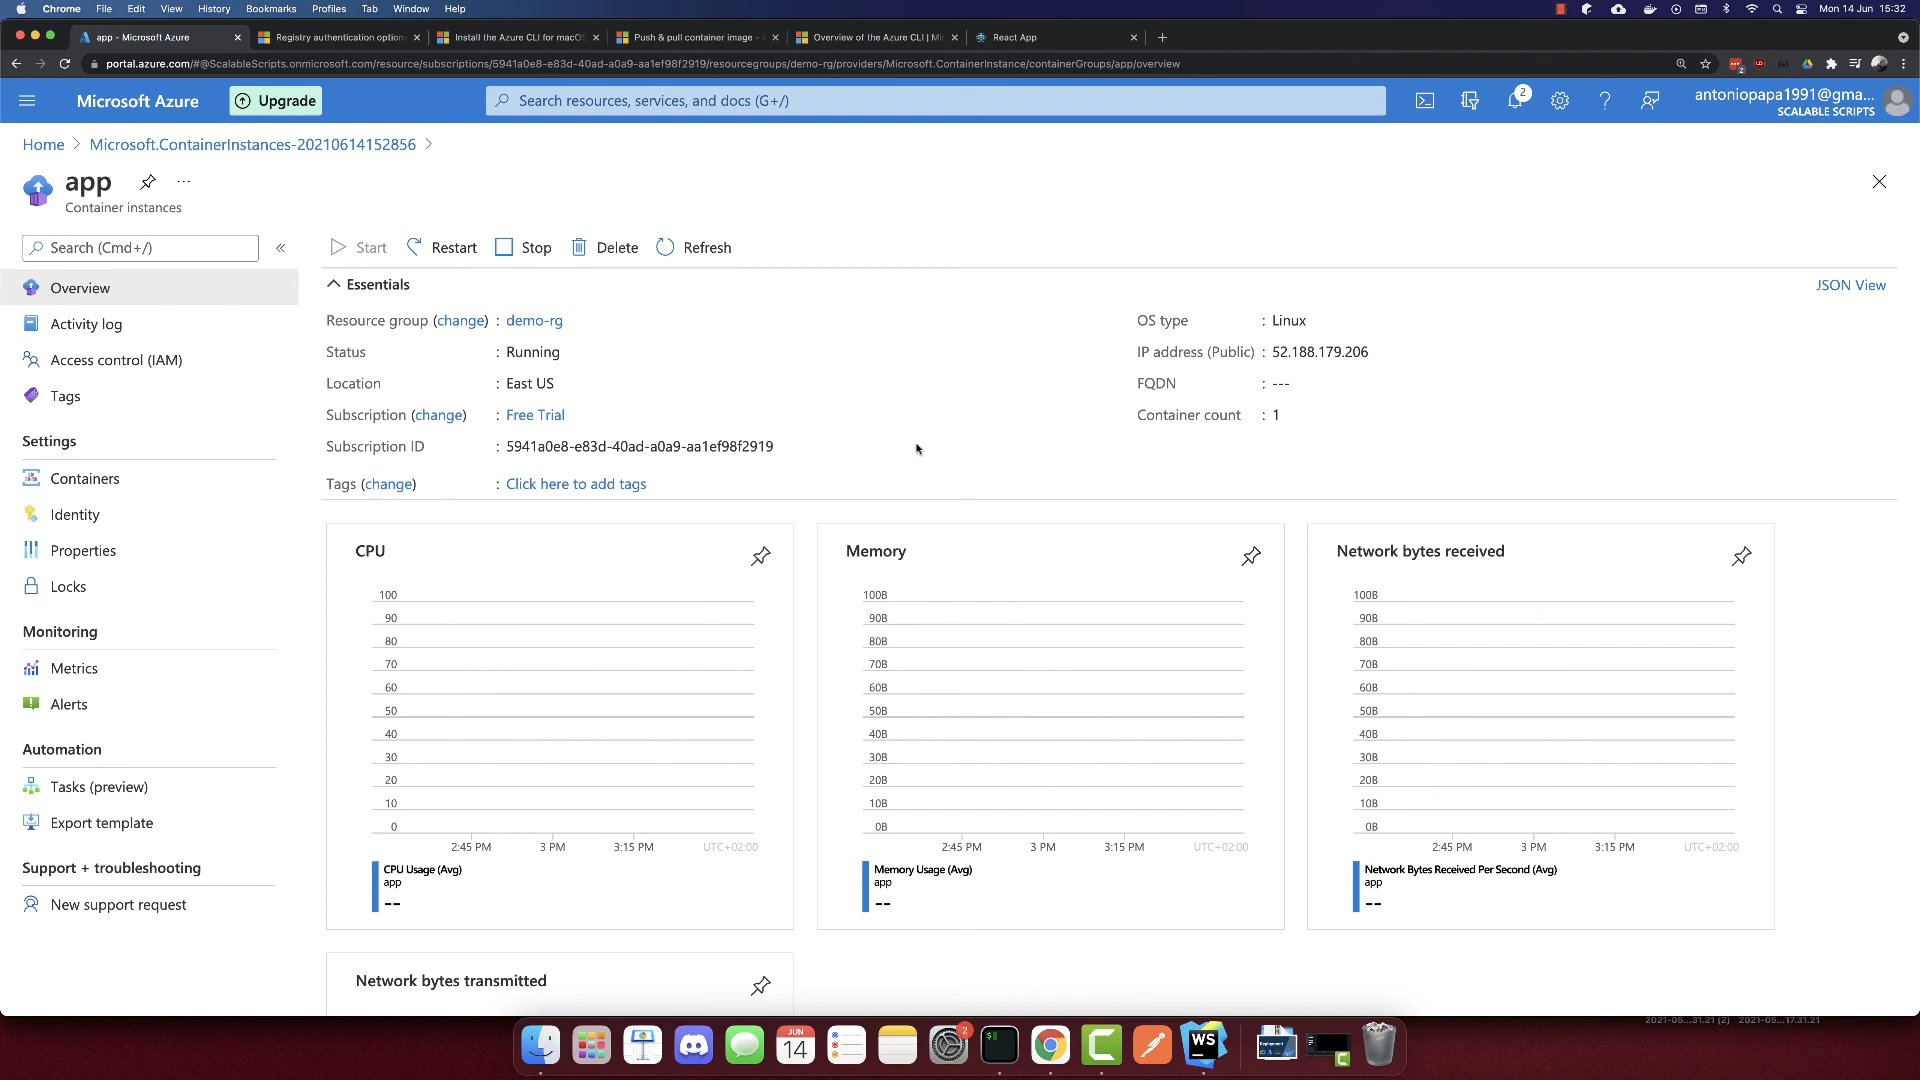 Chrome File Edit View History Bookmarks Profiles Tab Window Help Mon 14 Jun 15:32
app - Microsoft Azure Registry authentication option Install the Azure CLI for macOS Push & pull container image - A Overview of the Azure CLI | Mi React App
portal.azure.com/#@ScalableScripts.onmicrosoft.com/resource/subscriptions/5941a0e8-e83d-40ad-a0a9-aa1ef98f2919/resourcegroups/demo-rg/providers/Microsoft.ContainerInstance/containerGroups/app/overview
Microsoft Azure Upgrade Search resources, services, and docs (G+/) 2 antoniopapa1991@gma...
SCALABLE SCRIPTS
Home > Microsoft.ContainerInstances-20210614152856 >
app ...
Container instances
Search (Cmd+/) « Start Restart Stop Delete Refresh
Overview
Activity log
Access control (IAM)
Tags
Settings
Containers
Identity
Properties
Locks
Monitoring
Metrics
Alerts
Automation
Tasks (preview)
Export template
Support + troubleshooting
New support request
Essentials JSON View
Resource group (change) : demo-rg
Status : Running
Location : East US
Subscription (change) : Free Trial
Subscription ID : 5941a0e8-e83d-40ad-a0a9-aa1ef98f2919
Tags (change) : Click here to add tags
OS type : Linux
IP address (Public) : 52.188.179.206
FQDN : ---
Container count : 1
CPU
100
90
80
70
60
50
40
30
20
10
0
2:45 PM 3 PM 3:15 PM UTC+02:00
CPU Usage (Avg)
app
--
Memory
100B
90B
80B
70B
60B
50B
40B
30B
20B
10B
0B
2:45 PM 3 PM 3:15 PM UTC+02:00
Memory Usage (Avg)
app
--
Network bytes received
100B
90B
80B
70B
60B
50B
40B
30B
20B
10B
0B
2:45 PM 3 PM 3:15 PM UTC+02:00
Network Bytes Received Per Second (Avg)
app
--
Network bytes transmitted
2021-05...31.21 (2) 2021-05...17.31.21
JUN
14
2
WS
Deployment